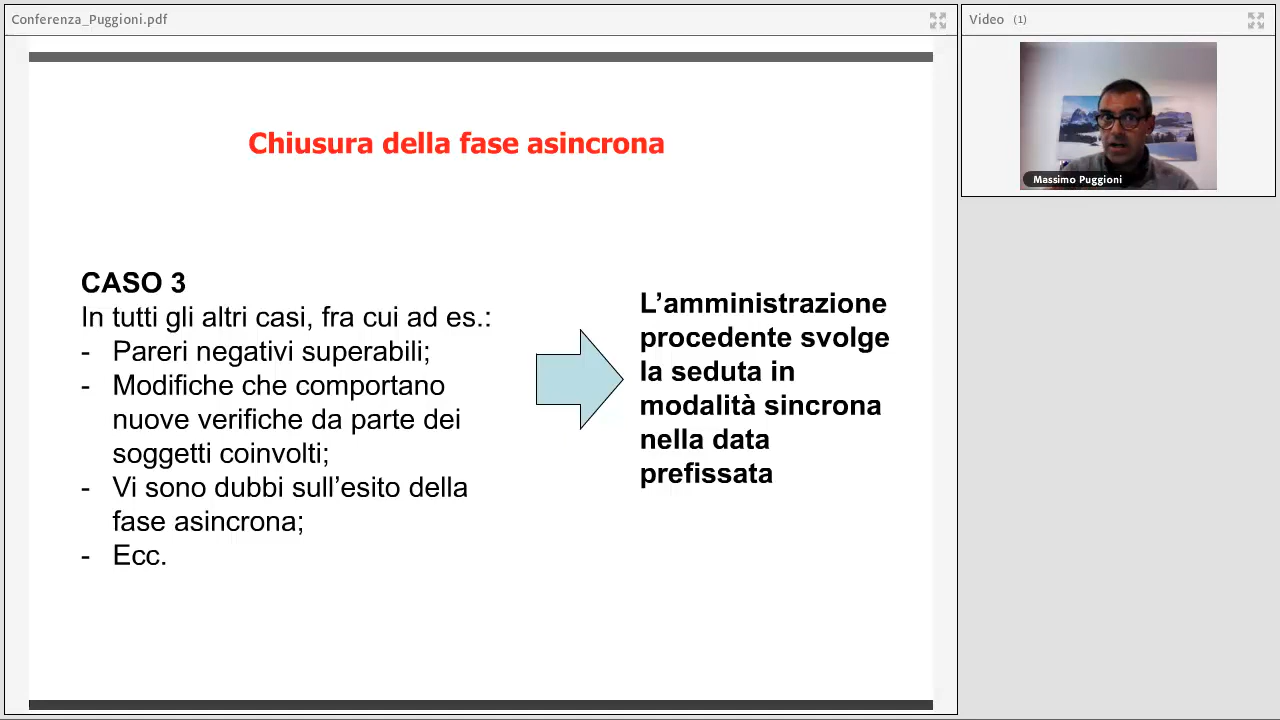 Conferenza_Puggioni.pdf
Video (1)
Massimo Puggioni
Chiusura della fase asincrona
CASO 3
In tutti gli altri casi, fra cui ad es.:
- Pareri negativi superabili;
- Modifiche che comportano
nuove verifiche da parte dei
soggetti coinvolti;
- Vi sono dubbi sull’esito della
fase asincrona;
- Ecc.
L’amministrazione
procedente svolge
la seduta in
modalità sincrona
nella data
prefissata